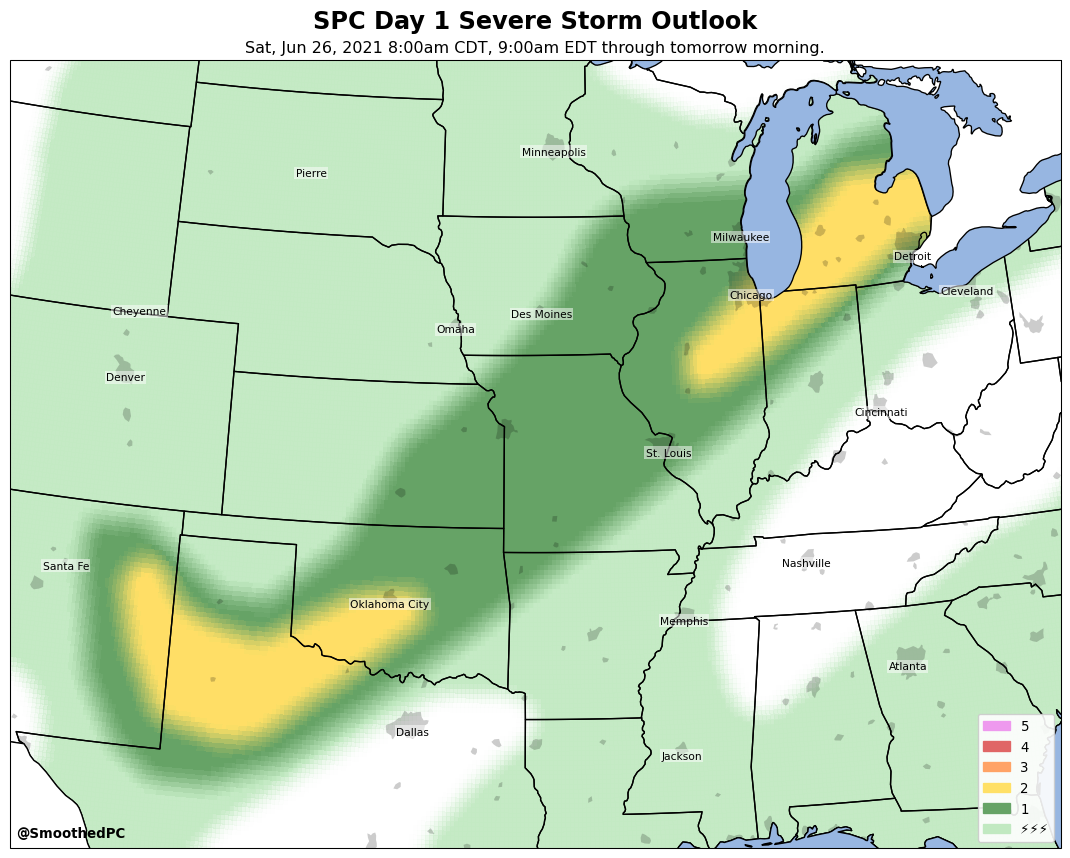 SPC Day 1 Severe Storm Outlook
Sat, Jun 26, 2021 8:00am CDT, 9:00am EDT through tomorrow morning.
Minneapolis
Pierre
Milwaukee
Detroit
Cleveland
Chicago
Cheyenne
Des Moines
Omaha
Denver
Cincinnati
St. Louis
Santa Fe
Nashville
Oklahoma City
Memphis
Atlanta
Dallas
Jackson
5
4
3
2
1
⚡⚡⚡
@SmoothedPC